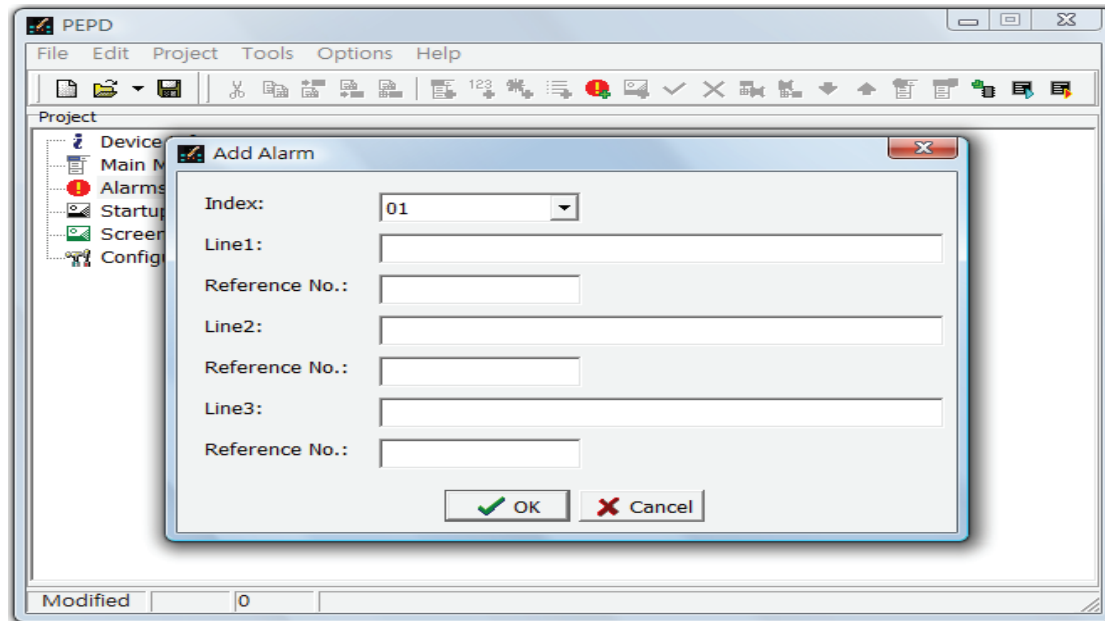 PEPD
File Edit Project Tools Options Help
123
Project
Device
Main M
Alarms
Startup
Screen
Config
Add Alarm
Index: 01
Line1:
Reference No.:
Line2:
Reference No.:
Line3:
Reference No.:
OK Cancel
Modified 0